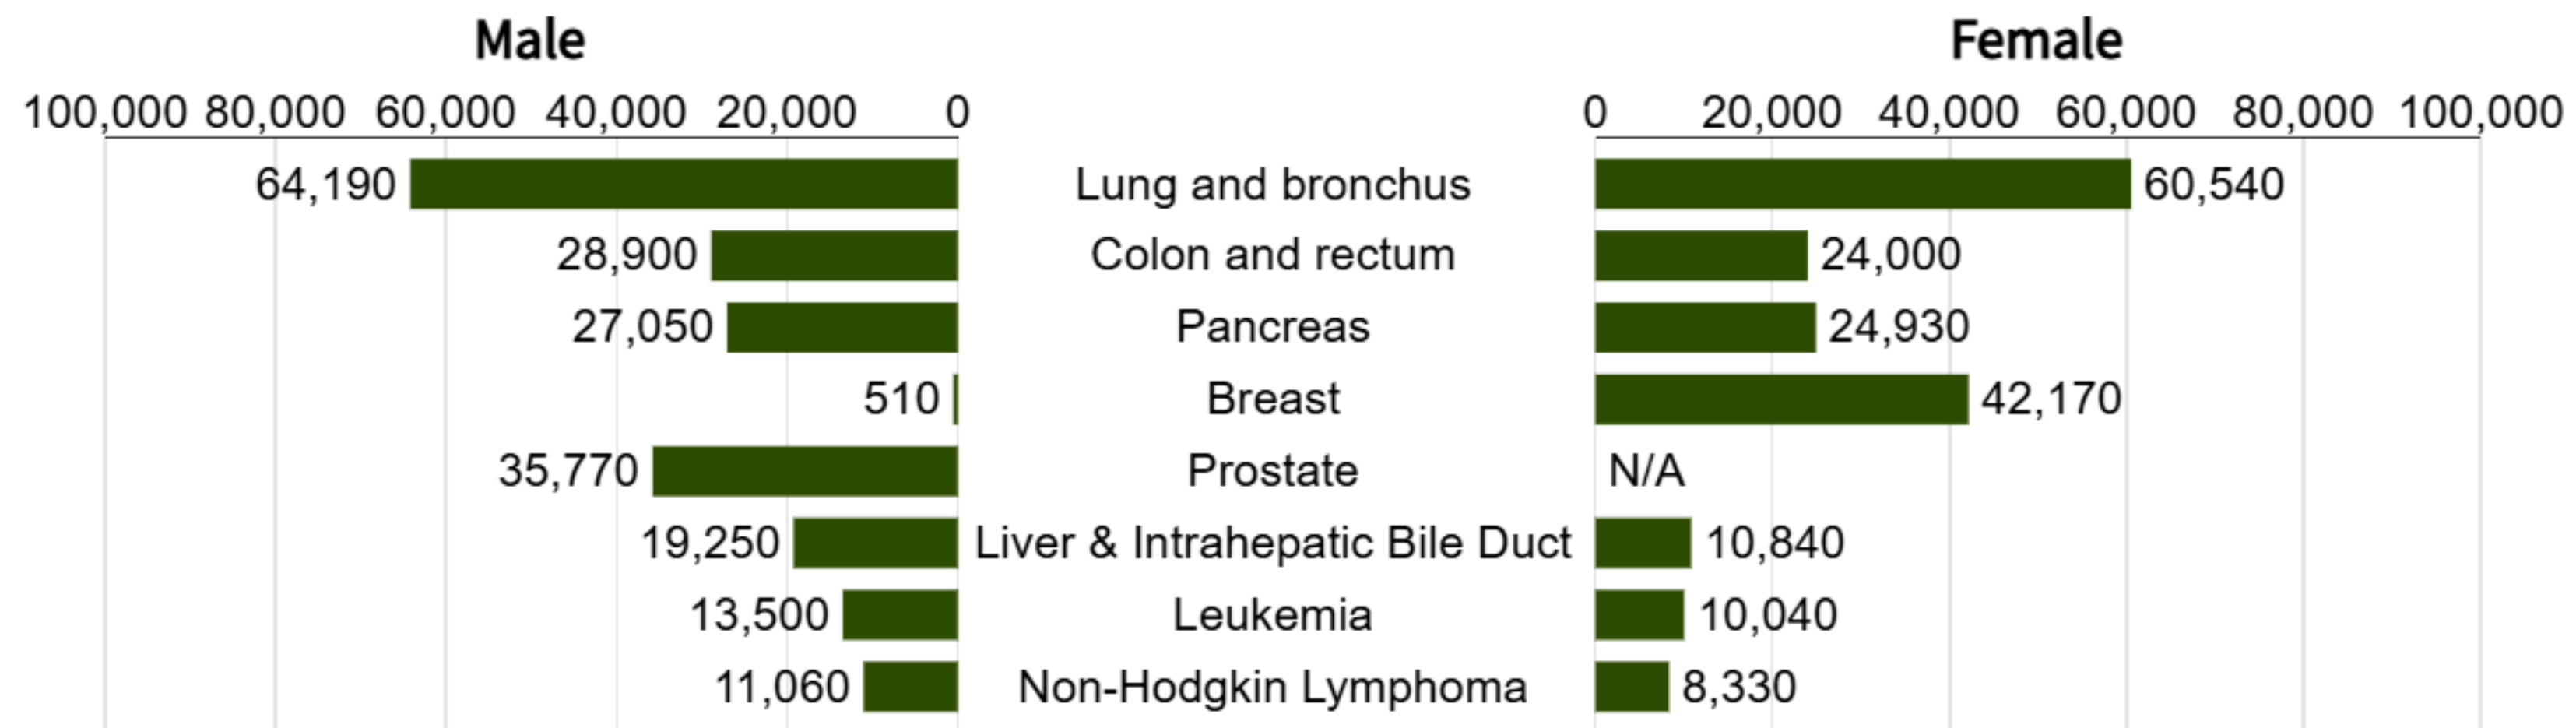 Male Female
100,000 80,000 60,000 40,000 20,000 0 0 20,000 40,000 60,000 80,000 100,000
64,190 Lung and bronchus 60,540
28,900 Colon and rectum 24,000
27,050 Pancreas 24,930
510 Breast 42,170
35,770 Prostate N/A
19,250 Liver & Intrahepatic Bile Duct 10,840
13,500 Leukemia 10,040
11,060 Non-Hodgkin Lymphoma 8,330